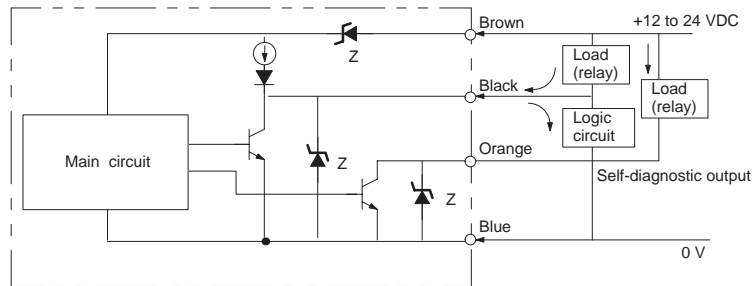 Brown
+12 to 24 VDC
Z
Load
(relay)
Load
(relay)
Black
Logic
circuit
Main circuit
Z
Orange
Z
Self-diagnostic output
Blue
0 V